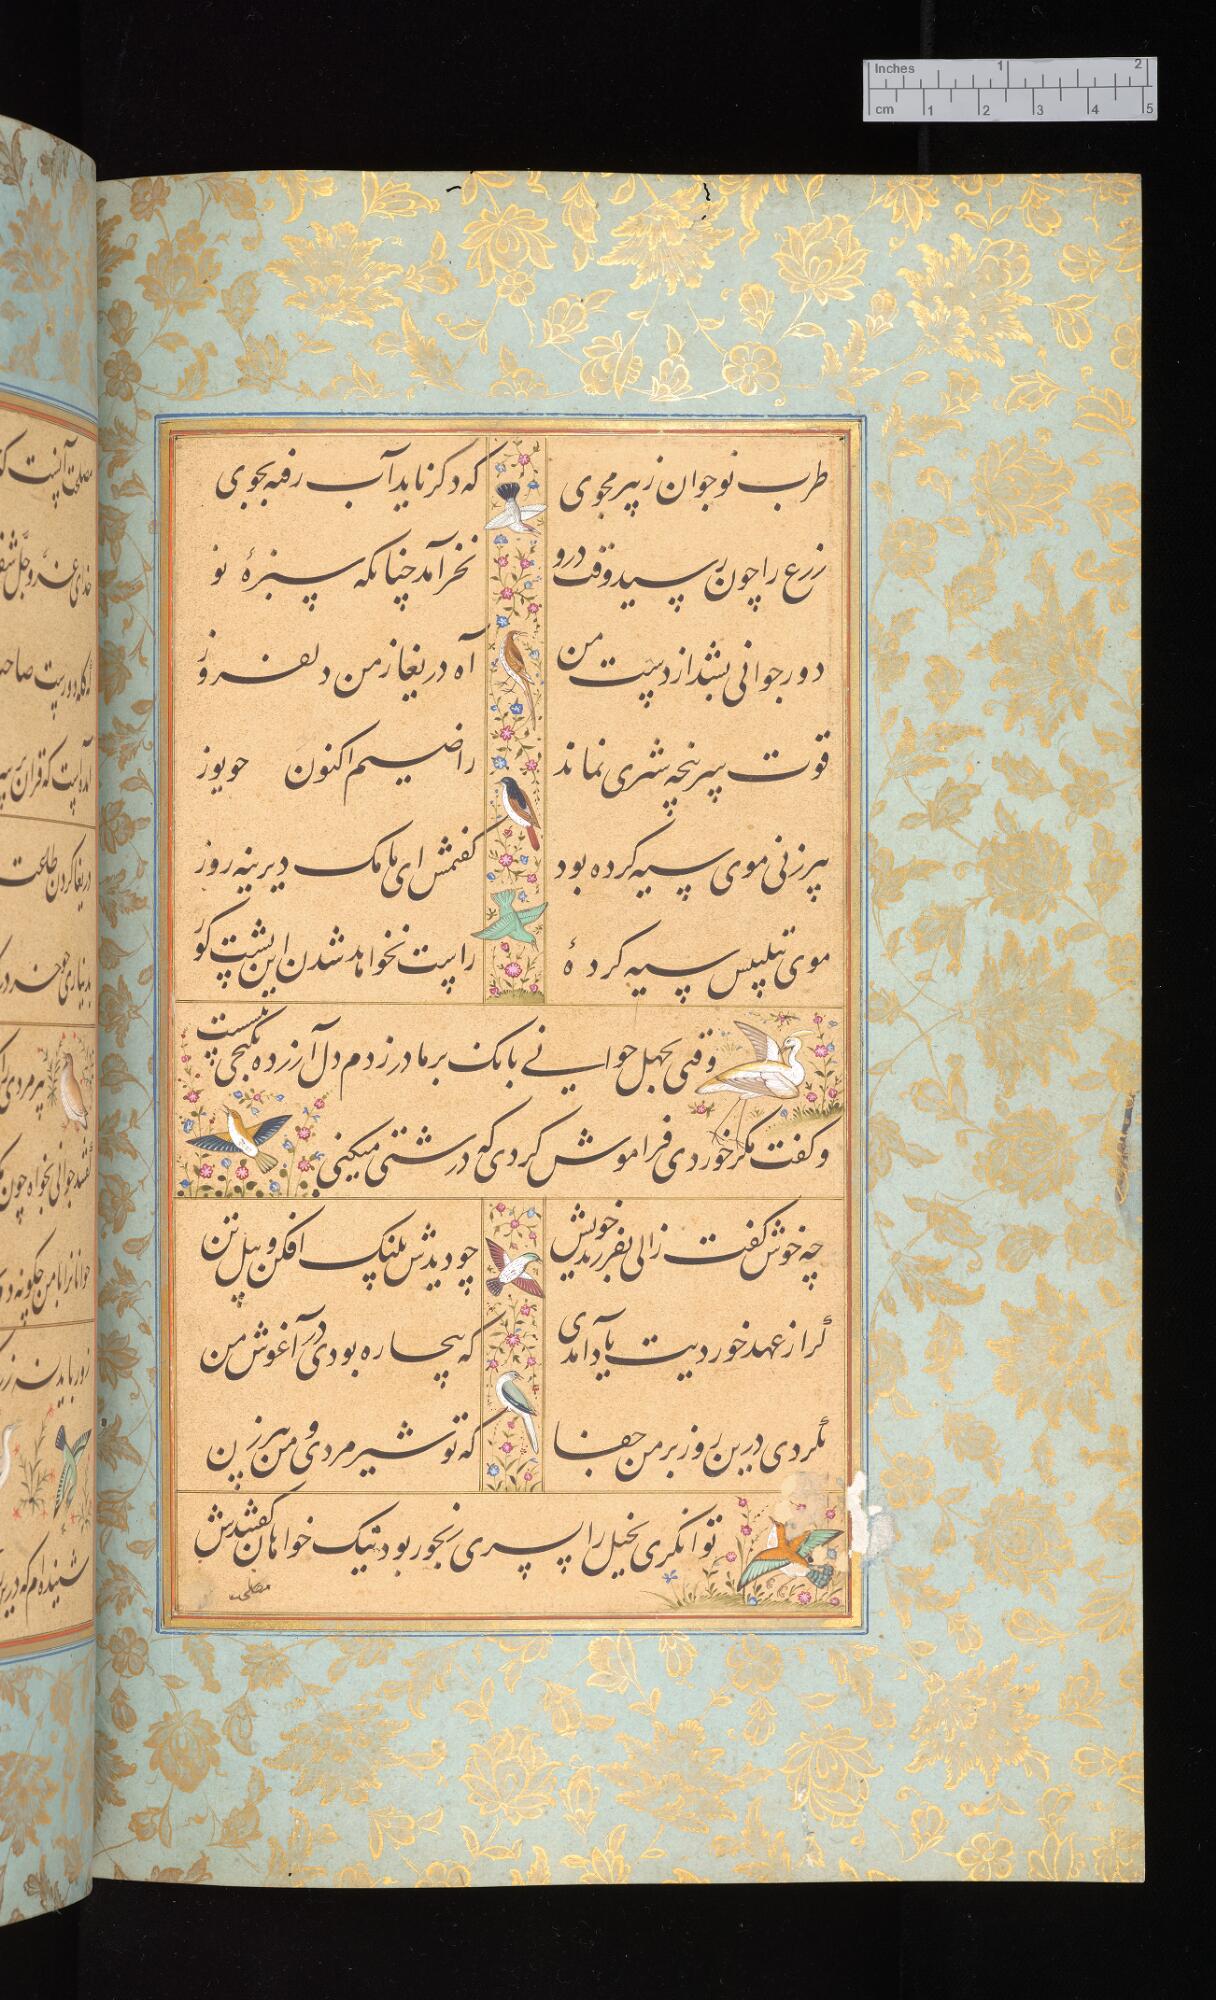 Inches 1 2
cm 1 2 3 4 5
طرب نوجوان ز پیر مجوی
که دگر ناید آب رفته بجوی
زرع را چون رسید وقت درو
نخرامد چنانکه سبزهٔ نو
دور جوانی بشد از دست من
آه دریغا ز من دلفروز
قوت سرپنجه شیری نماند
راضیم اکنون چو یوز
پیرزنی موی سیه کرده بود
گفتمش ای مامک دیرینه روز
موی بتلبیس سیه کردهٔ
راست نخواهد شدن این پشت کوز
وقتی بجهل جوانی بانک بر مادر زدم دل آزرده بکنجی نشست
و گفت مگر خوردی فراموش کردی که درشتی میکنی
چه خوش گفت زالی بفرزند خویش
چو دیدش پلنگ افکن و پیل تن
گر از عهد خوردیت یاد آمدی
که بیچاره بودی در آغوش من
نکردی درین روز بر من جفا
که تو شیر مردی و من پیرزن
توانگری بخیل را پسری رنجور بود نیک خواهان گفتندش
مصلحت